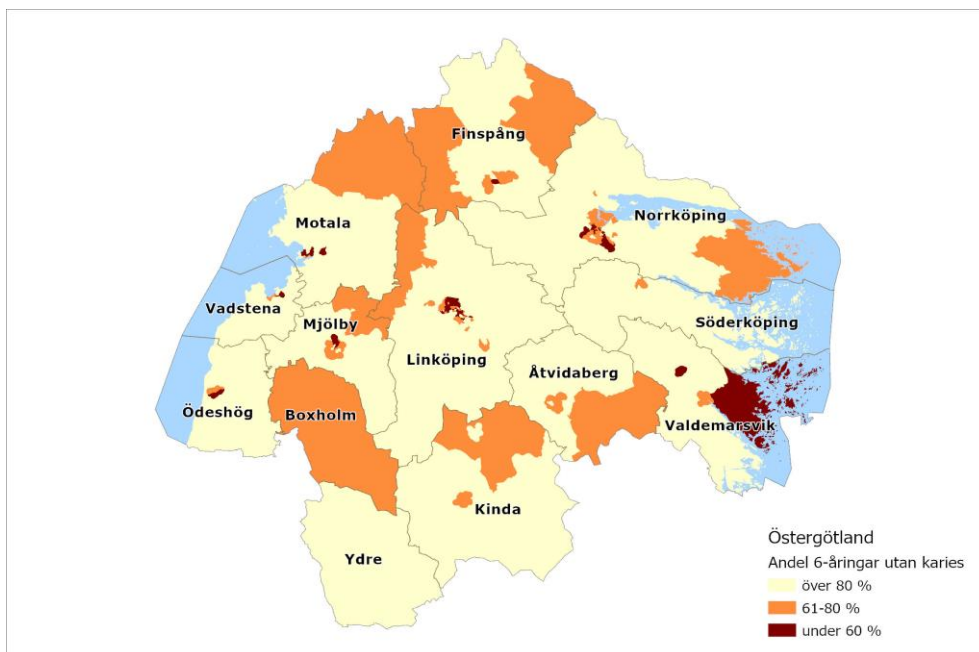 Finspång
Norrköping
Motala
Vadstena
Mjölby
Söderköping
Linköping
Åtvidaberg
Ödeshög
Boxholm
Valdemarsvik
Kinda
Ydre
Östergötland
Andel 6-åringar utan karies
över 80 %
61-80 %
under 60 %